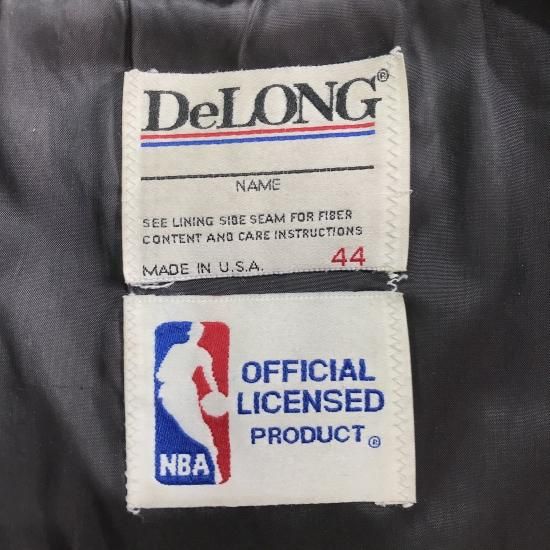 DeLONG®
NAME
SEE LINING SIDE SEAM FOR FIBER
CONTENT AND CARE INSTRUCTIONS
MADE IN U.S.A. 44
NBA
OFFICIAL
LICENSED
PRODUCT®